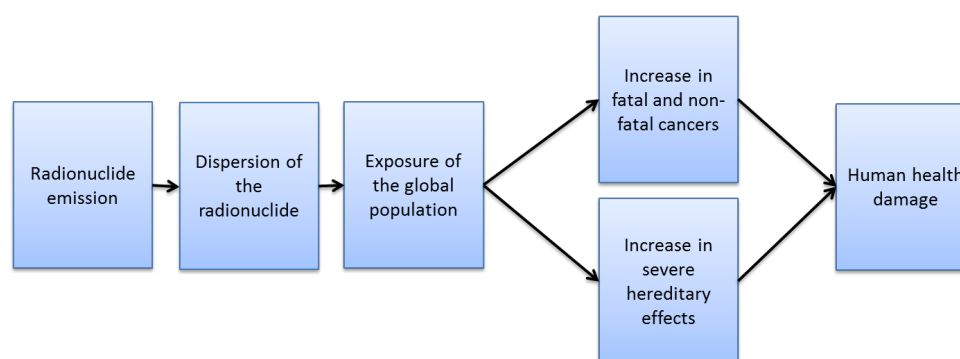 Radionuclide
emission
Dispersion of
the
radionuclide
Exposure of
the global
population
Increase in
fatal and non-
fatal cancers
Increase in
severe
hereditary
effects
Human health
damage